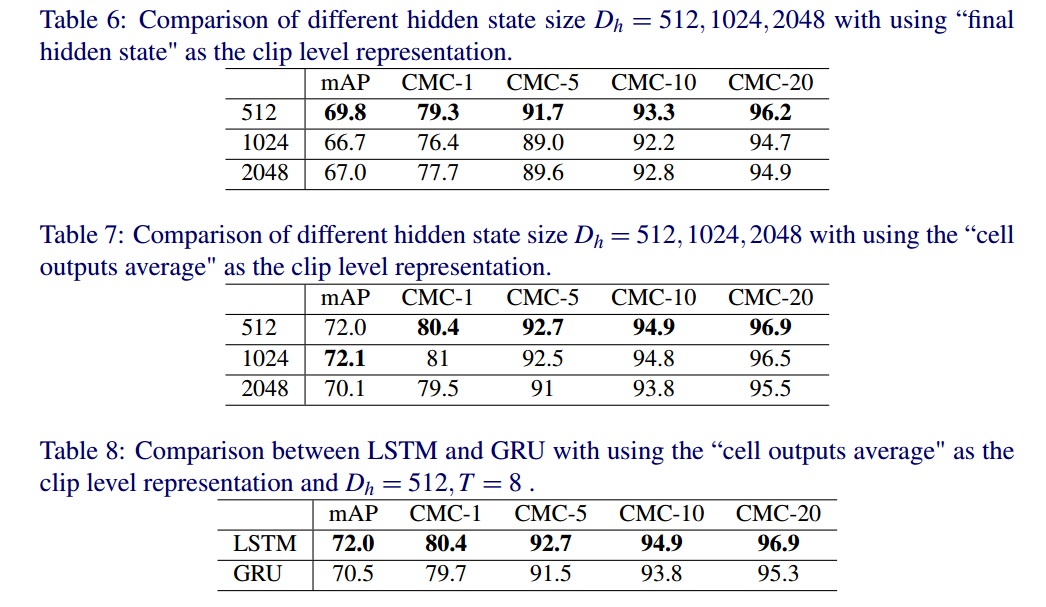 Table 6: Comparison of different hidden state size Dₕ = 512, 1024, 2048 with using “final
hidden state" as the clip level representation.
mAP CMC-1 CMC-5 CMC-10 CMC-20
512 69.8 79.3 91.7 93.3 96.2
1024 66.7 76.4 89.0 92.2 94.7
2048 67.0 77.7 89.6 92.8 94.9
Table 7: Comparison of different hidden state size Dₕ = 512, 1024, 2048 with using the “cell
outputs average" as the clip level representation.
mAP CMC-1 CMC-5 CMC-10 CMC-20
512 72.0 80.4 92.7 94.9 96.9
1024 72.1 81 92.5 94.8 96.5
2048 70.1 79.5 91 93.8 95.5
Table 8: Comparison between LSTM and GRU with using the “cell outputs average" as the
clip level representation and Dₕ = 512, T = 8 .
mAP CMC-1 CMC-5 CMC-10 CMC-20
LSTM 72.0 80.4 92.7 94.9 96.9
GRU 70.5 79.7 91.5 93.8 95.3